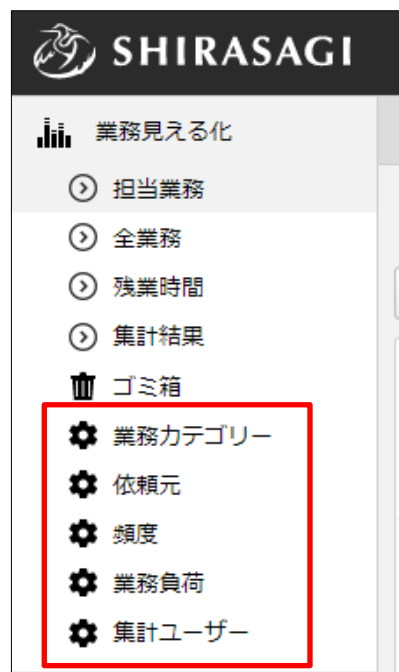 SHIRASAGI
業務見える化
担当業務
全業務
残業時間
集計結果
ゴミ箱
業務カテゴリー
依頼元
頻度
業務負荷
集計ユーザー